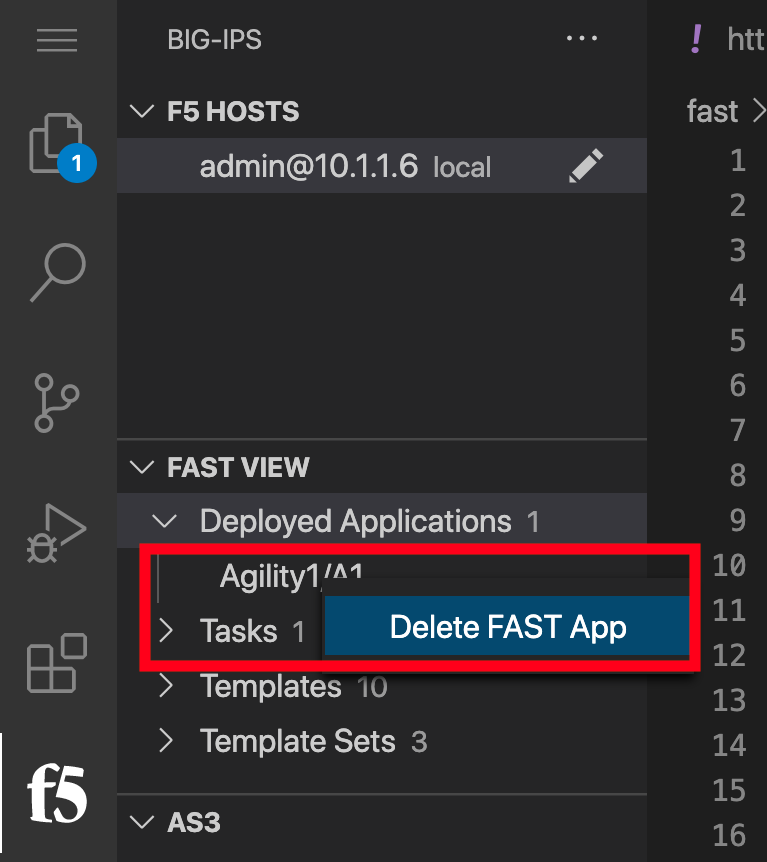 BIG-IPS
! htt
F5 HOSTS
fast
admin@10.1.1.6 local
1
1
2
3
4
5
6
7
8
FAST VIEW
Deployed Applications 1
9
Agility1/A1
10
Delete FAST App
Tasks 1
11
12
Templates 10
13
Template Sets 3
14
f5
15
AS3
16